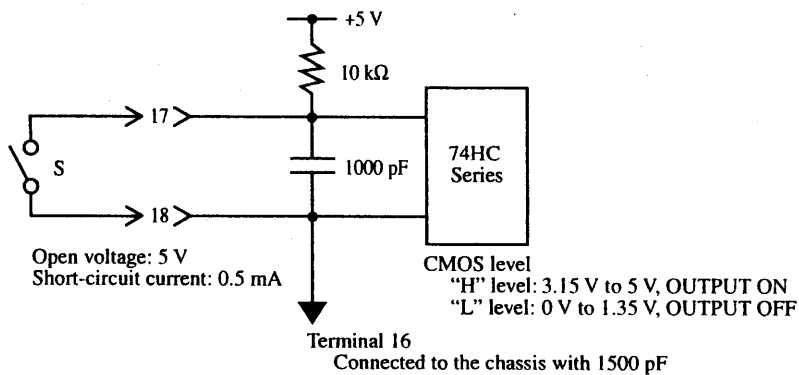 +5 V
10 kΩ
17
74HC
Series
1000 pF
S
18
Open voltage: 5 V
Short-circuit current: 0.5 mA
CMOS level
"H" level: 3.15 V to 5 V, OUTPUT ON
"L" level: 0 V to 1.35 V, OUTPUT OFF
Terminal 16
Connected to the chassis with 1500 pF